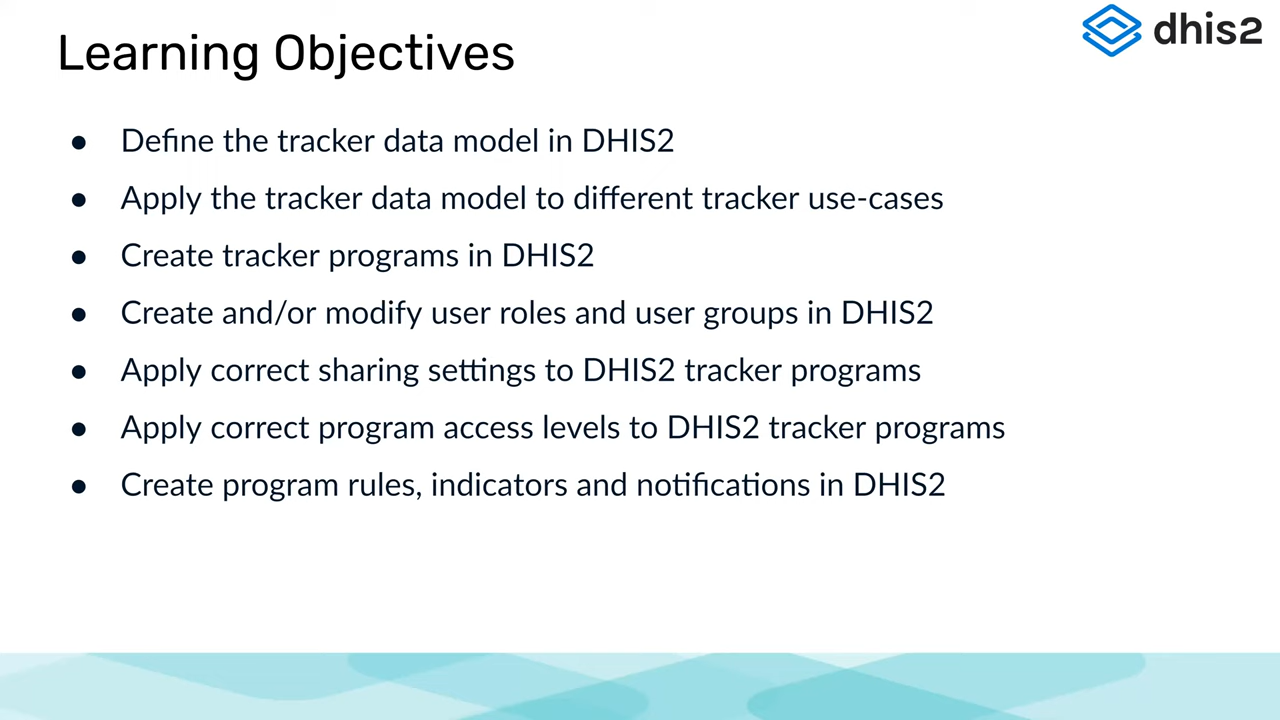 Learning Objectives
dhis2
● Define the tracker data model in DHIS2
● Apply the tracker data model to different tracker use-cases
● Create tracker programs in DHIS2
● Create and/or modify user roles and user groups in DHIS2
● Apply correct sharing settings to DHIS2 tracker programs
● Apply correct program access levels to DHIS2 tracker programs
● Create program rules, indicators and notifications in DHIS2